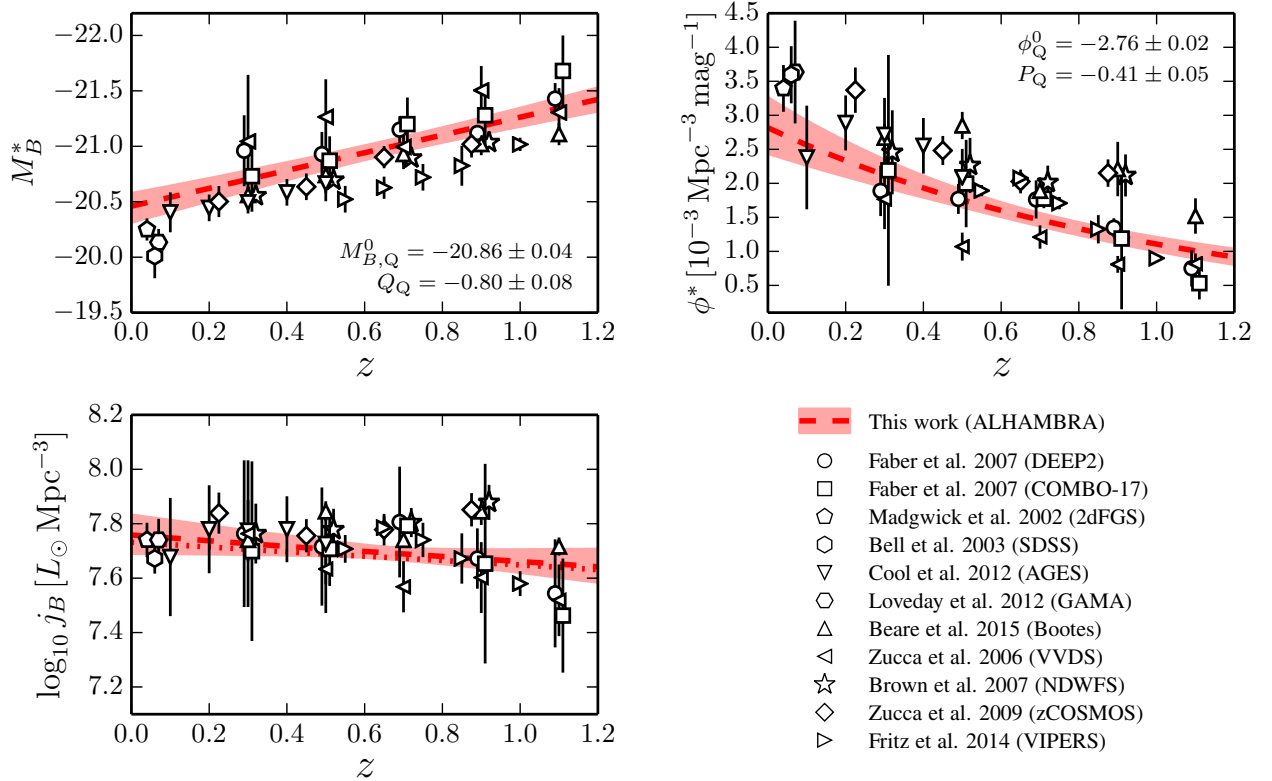 −22.0
−21.5
−21.0
−20.5
−20.0
−19.5
M*B
M0B,Q = −20.86 ± 0.04
QQ = −0.80 ± 0.08
0.0 0.2 0.4 0.6 0.8 1.0 1.2
z
4.5
4.0
3.5
3.0
2.5
2.0
1.5
1.0
0.5
ϕ* [10−3 Mpc−3 mag−1]
ϕ0Q = −2.76 ± 0.02
PQ = −0.41 ± 0.05
0.0 0.2 0.4 0.6 0.8 1.0 1.2
z
8.2
8.0
7.8
7.6
7.4
7.2
log10 jB [L⊙ Mpc−3]
0.0 0.2 0.4 0.6 0.8 1.0 1.2
z
This work (ALHAMBRA)
Faber et al. 2007 (DEEP2)
Faber et al. 2007 (COMBO-17)
Madgwick et al. 2002 (2dFGS)
Bell et al. 2003 (SDSS)
Cool et al. 2012 (AGES)
Loveday et al. 2012 (GAMA)
Beare et al. 2015 (Bootes)
Zucca et al. 2006 (VVDS)
Brown et al. 2007 (NDWFS)
Zucca et al. 2009 (zCOSMOS)
Fritz et al. 2014 (VIPERS)